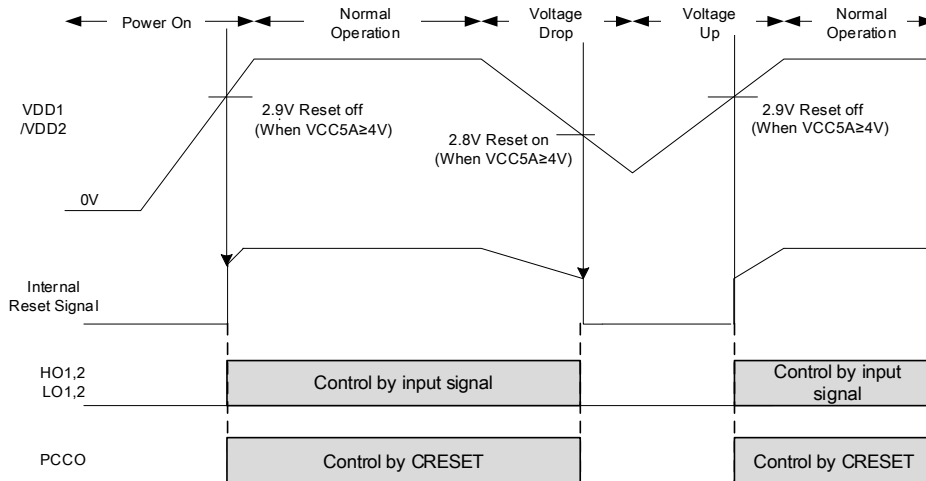 Power On
Normal
Operation
Voltage
Drop
Voltage
Up
Normal
Operation
VDD1
/VDD2
2.9V Reset off
(When VCC5A≥4V)
2.8V Reset on
(When VCC5A≥4V)
2.9V Reset off
(When VCC5A≥4V)
0V
Internal
Reset Signal
HO1,2
LO1,2
Control by input signal
Control by input
signal
PCCO
Control by CRESET
Control by CRESET